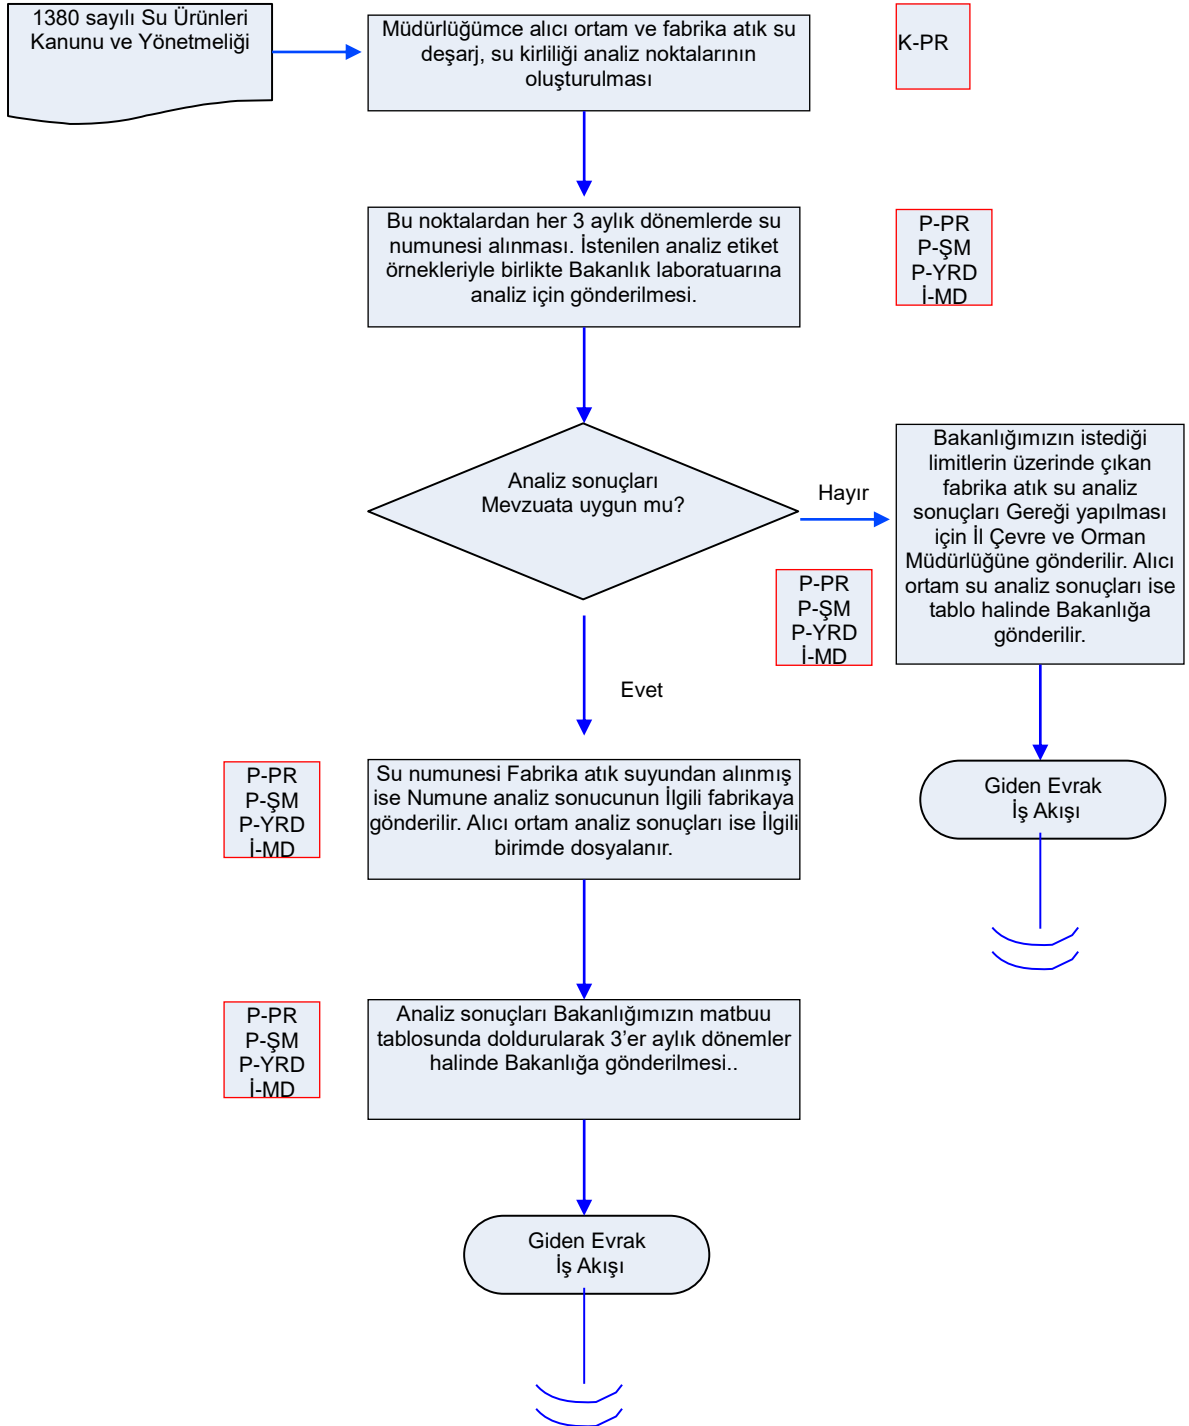 1380 sayılı Su Ürünleri
Kanunu ve Yönetmeliği
Müdürlüğümce alıcı ortam ve fabrika atık su
deşarj, su kirliliği analiz noktalarının
oluşturulması
K-PR
Bu noktalardan her 3 aylık dönemlerde su
numunesi alınması. İstenilen analiz etiket
örnekleriyle birlikte Bakanlık laboratuarına
analiz için gönderilmesi.
P-PR
P-ŞM
P-YRD
İ-MD
Analiz sonuçları
Mevzuata uygun mu?
Hayır
Bakanlığımızın istediği
limitlerin üzerinde çıkan
fabrika atık su analiz
sonuçları Gereği yapılması
için İl Çevre ve Orman
Müdürlüğüne gönderilir. Alıcı
ortam su analiz sonuçları ise
tablo halinde Bakanlığa
gönderilir.
P-PR
P-ŞM
P-YRD
İ-MD
Evet
P-PR
P-ŞM
P-YRD
İ-MD
Su numunesi Fabrika atık suyundan alınmış
ise Numune analiz sonucunun İlgili fabrikaya
gönderilir. Alıcı ortam analiz sonuçları ise İlgili
birimde dosyalanır.
Giden Evrak
İş Akışı
P-PR
P-ŞM
P-YRD
İ-MD
Analiz sonuçları Bakanlığımızın matbuu
tablosunda doldurularak 3’er aylık dönemler
halinde Bakanlığa gönderilmesi..
Giden Evrak
İş Akışı